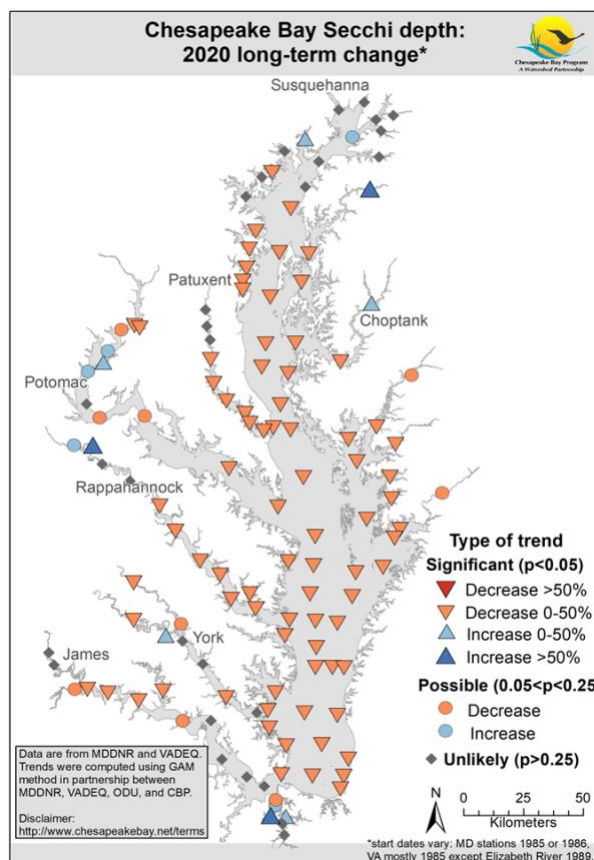 Chesapeake Bay Secchi depth:
2020 long-term change*
Chesapeake Bay Program
A Watershed Partnership
Susquehanna
Patuxent
Choptank
Potomac
Rappahannock
York
James
Type of trend
Significant (p<0.05)
Decrease >50%
Decrease 0-50%
Increase 0-50%
Increase >50%
Possible (0.05<p<0.25
Decrease
Increase
Unlikely (p>0.25)
Data are from MDDNR and VADEQ.
Trends were computed using GAM
method in partnership between
MDDNR, VADEQ, ODU, and CBP.
Disclaimer:
http://www.chesapeakebay.net/terms
N
0 25 50
Kilometers
*start dates vary: MD stations 1985 or 1986,
VA mostly 1985 except Elizabeth River 1989